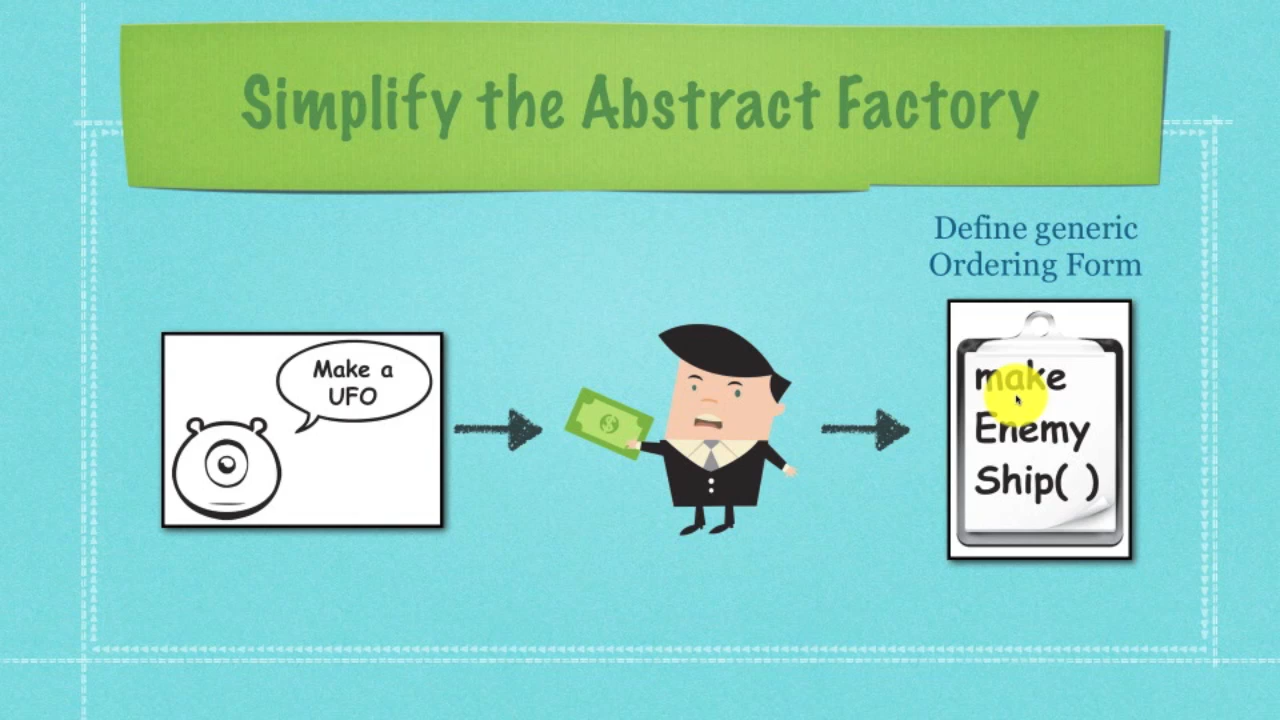 Simplify the Abstract Factory
Define generic
Ordering Form
Make a
UFO
$
make
Enemy
Ship( )